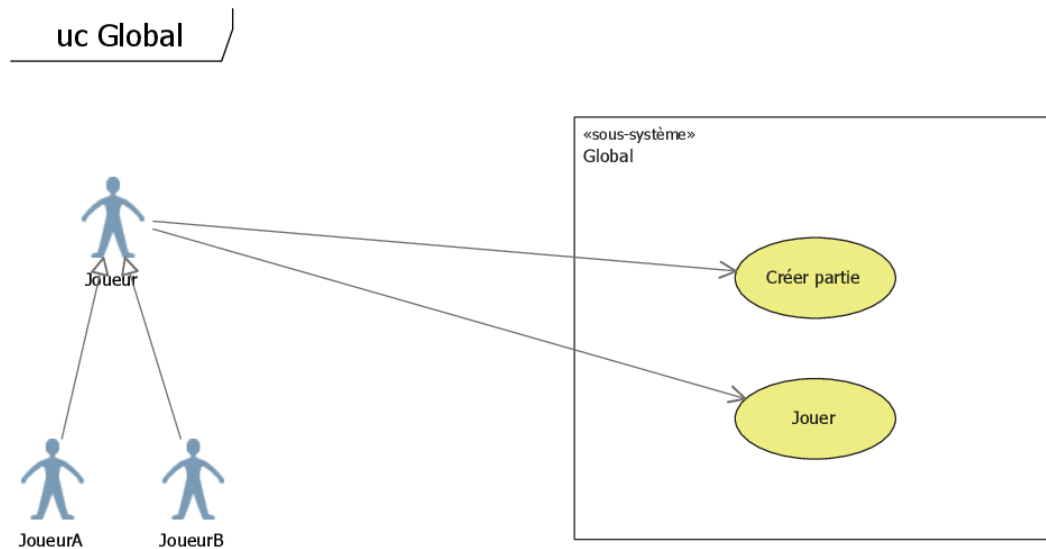 uc Global
«sous-système»
Global
Joueur
Créer partie
Jouer
JoueurA
JoueurB